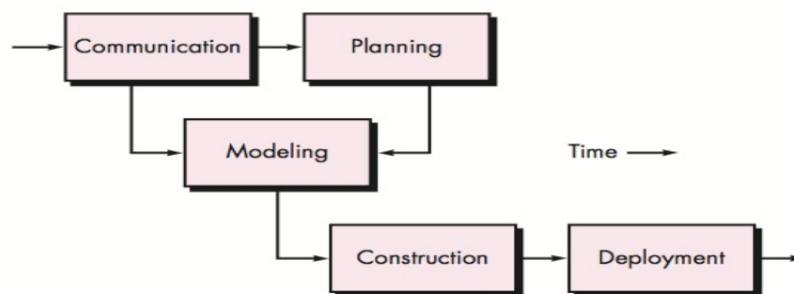 Communication
Planning
Modeling
Time
Construction
Deployment